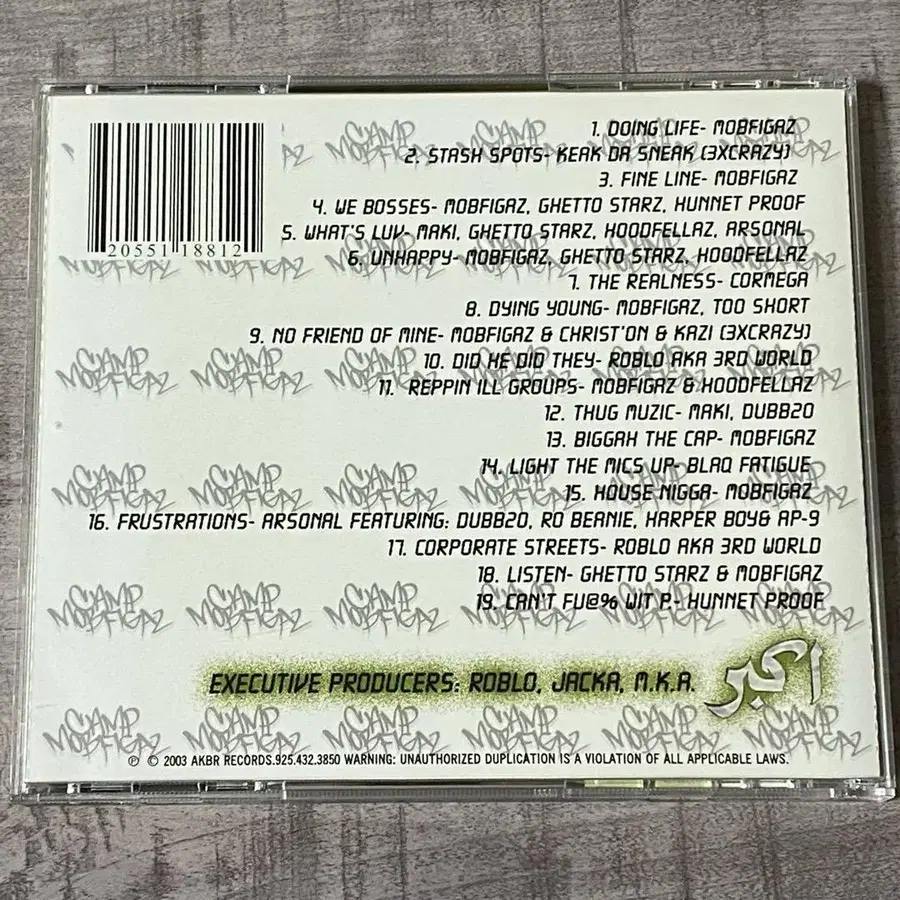 1. DOING LIFE- MOBFIGAZ
2. STASH SPOTS- KEAK DA SNEAK (3XCRAZY)
3. FINE LINE- MOBFIGAZ
4. WE BOSSES- MOBFIGAZ, GHETTO STARZ, HUNNET PROOF
5. WHAT'S LUV- MAKI, GHETTO STARZ, HOODFELLAZ, ARSONAL
6. UNHAPPY- MOBFIGAZ, GHETTO STARZ, HOODFELLAZ
7. THE REALNESS- CORMEGA
8. DYING YOUNG- MOBFIGAZ, TOO SHORT
9. NO FRIEND OF MINE- MOBFIGAZ & CHRIST'ON & KAZI (3XCRAZY)
10. DID HE DID THEY- ROBLO AKA 3RD WORLD
11. REPPIN ILL GROUPS- MOBFIGAZ & HOODFELLAZ
12. THUG MUZIC- MAKI, DUBB20
13. BIGGAH THE CAP- MOBFIGAZ
14. LIGHT THE MICS UP- BLAQ FATIGUE
15. HOUSE NIGGA- MOBFIGAZ
16. FRUSTRATIONS- ARSONAL FEATURING: DUBB20, RO BEANIE, HARPER BOY& AP-9
17. CORPORATE STREETS- ROBLO AKA 3RD WORLD
18. LISTEN- GHETTO STARZ & MOBFIGAZ
19. CAN'T FU@% WIT P.- HUNNET PROOF
20551 18812
CAMP MOBFIGAZ
EXECUTIVE PRODUCERS: ROBLO, JACKA, M.K.A.
اكبر
℗ © 2003 AKBR RECORDS.925.432.3850 WARNING: UNAUTHORIZED DUPLICATION IS A VIOLATION OF ALL APPLICABLE LAWS.